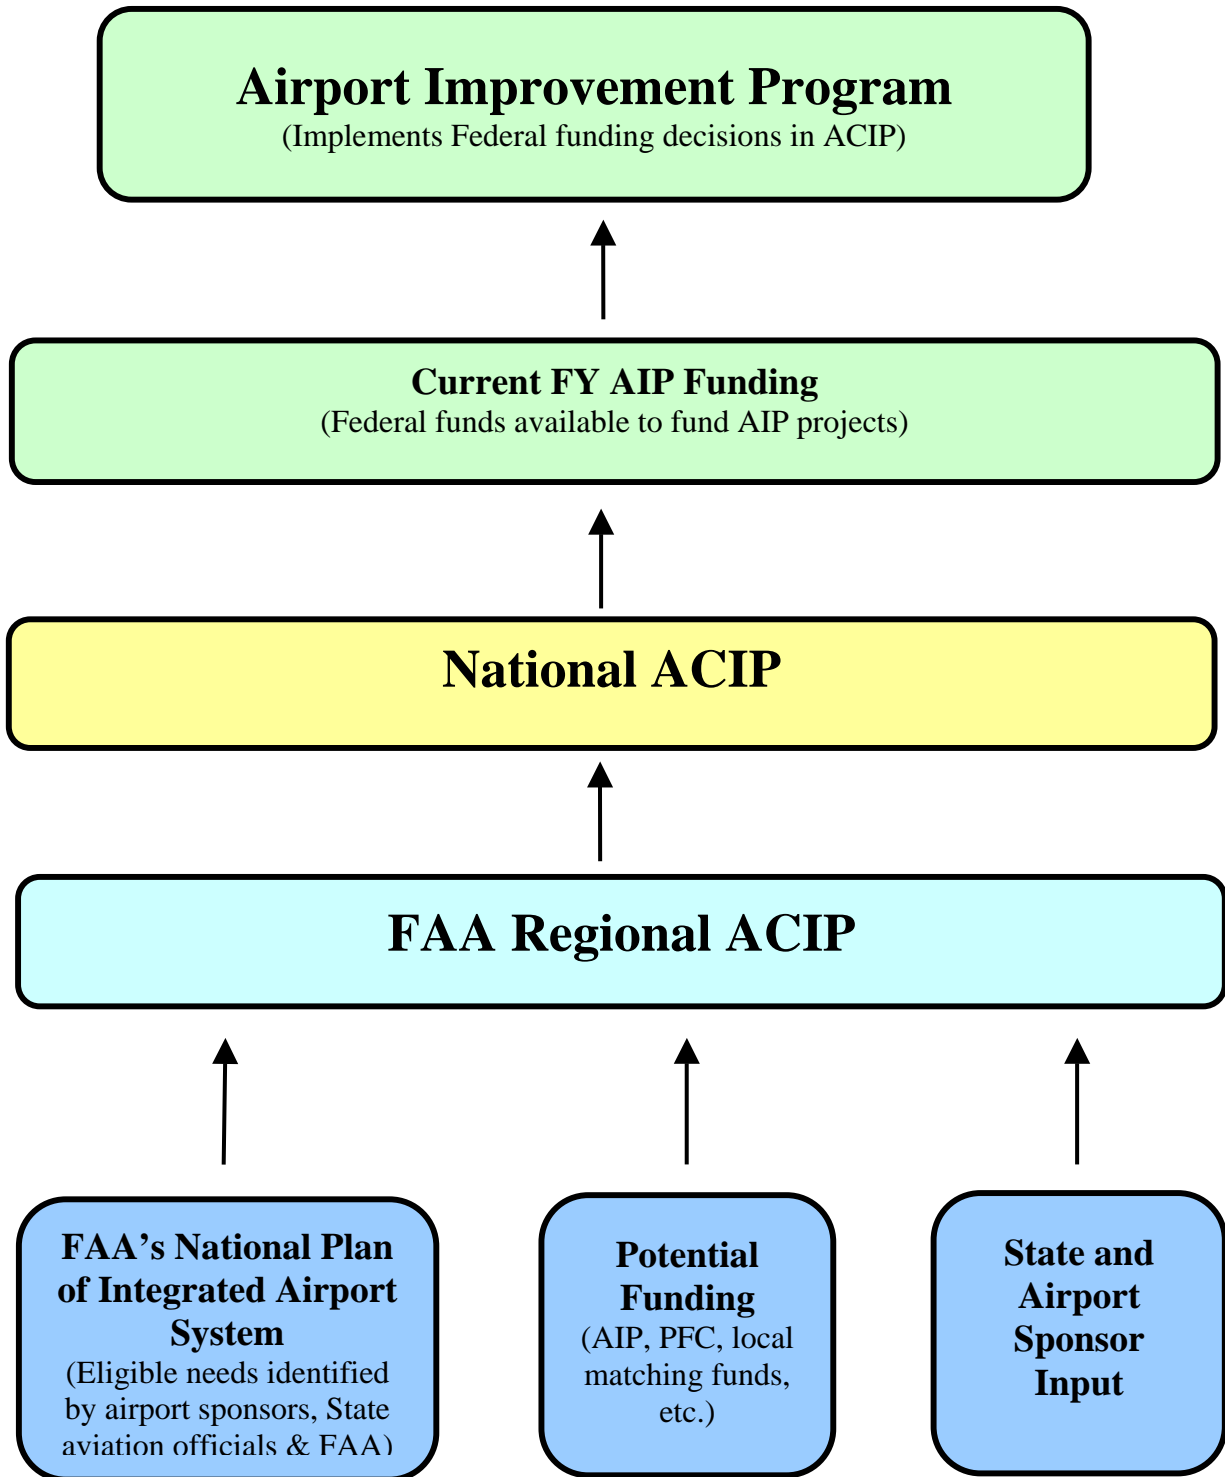 Airport Improvement Program
(Implements Federal funding decisions in ACIP)
Current FY AIP Funding
(Federal funds available to fund AIP projects)
National ACIP
FAA Regional ACIP
FAA’s National Plan
of Integrated Airport
System
(Eligible needs identified
by airport sponsors, State
aviation officials & FAA)
Potential
Funding
(AIP, PFC, local
matching funds,
etc.)
State and
Airport
Sponsor
Input